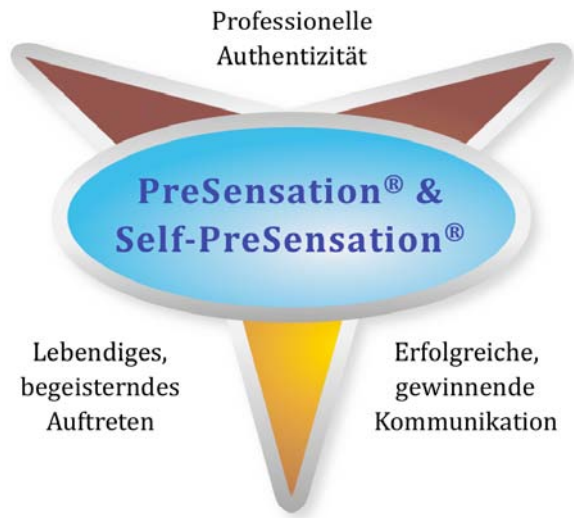 Professionelle
Authentizität
PreSensation® &
Self-PreSensation®
Lebendiges,
begeisterndes
Auftreten
Erfolgreiche,
gewinnende
Kommunikation